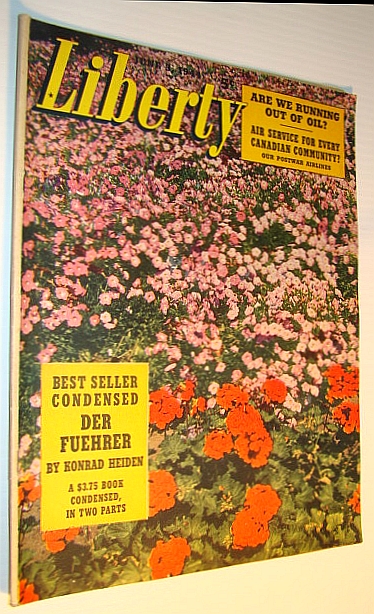 Liberty
ARE WE RUNNING
OUT OF OIL?
AIR SERVICE FOR EVERY
CANADIAN COMMUNITY?
OUR POSTWAR AIRLINES
BEST SELLER
CONDENSED
DER
FUEHRER
BY KONRAD HEIDEN
A $3.75 BOOK
CONDENSED,
IN TWO PARTS